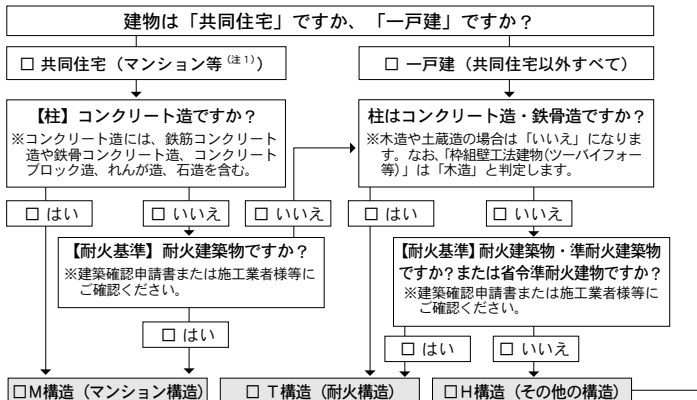 建物は「共同住宅」ですか、「一戸建」ですか？
□ 共同住宅（マンション等（注1））
□ 一戸建（共同住宅以外すべて）
【柱】コンクリート造ですか？
※コンクリート造には、鉄筋コンクリート
造や鉄骨コンクリート造、コンクリート
ブロック造、れんが造、石造を含む。
柱はコンクリート造・鉄骨造ですか？
※木造や土蔵造の場合は「いいえ」になりま
す。なお、「枠組壁工法建物(ツーバイフォー
等)」は「木造」と判定します。
□ はい
□ いいえ
□ いいえ
□ はい
□ いいえ
【耐火基準】耐火建築物ですか？
※建築確認申請書または施工業者様等に
ご確認ください。
【耐火基準】耐火建築物・準耐火建築物
ですか？または省令準耐火建物ですか？
※建築確認申請書または施工業者様等に
ご確認ください。
□ はい
□ はい
□ いいえ
□M構造（マンション構造）
□ T構造（耐火構造）
□H構造（その他の構造）